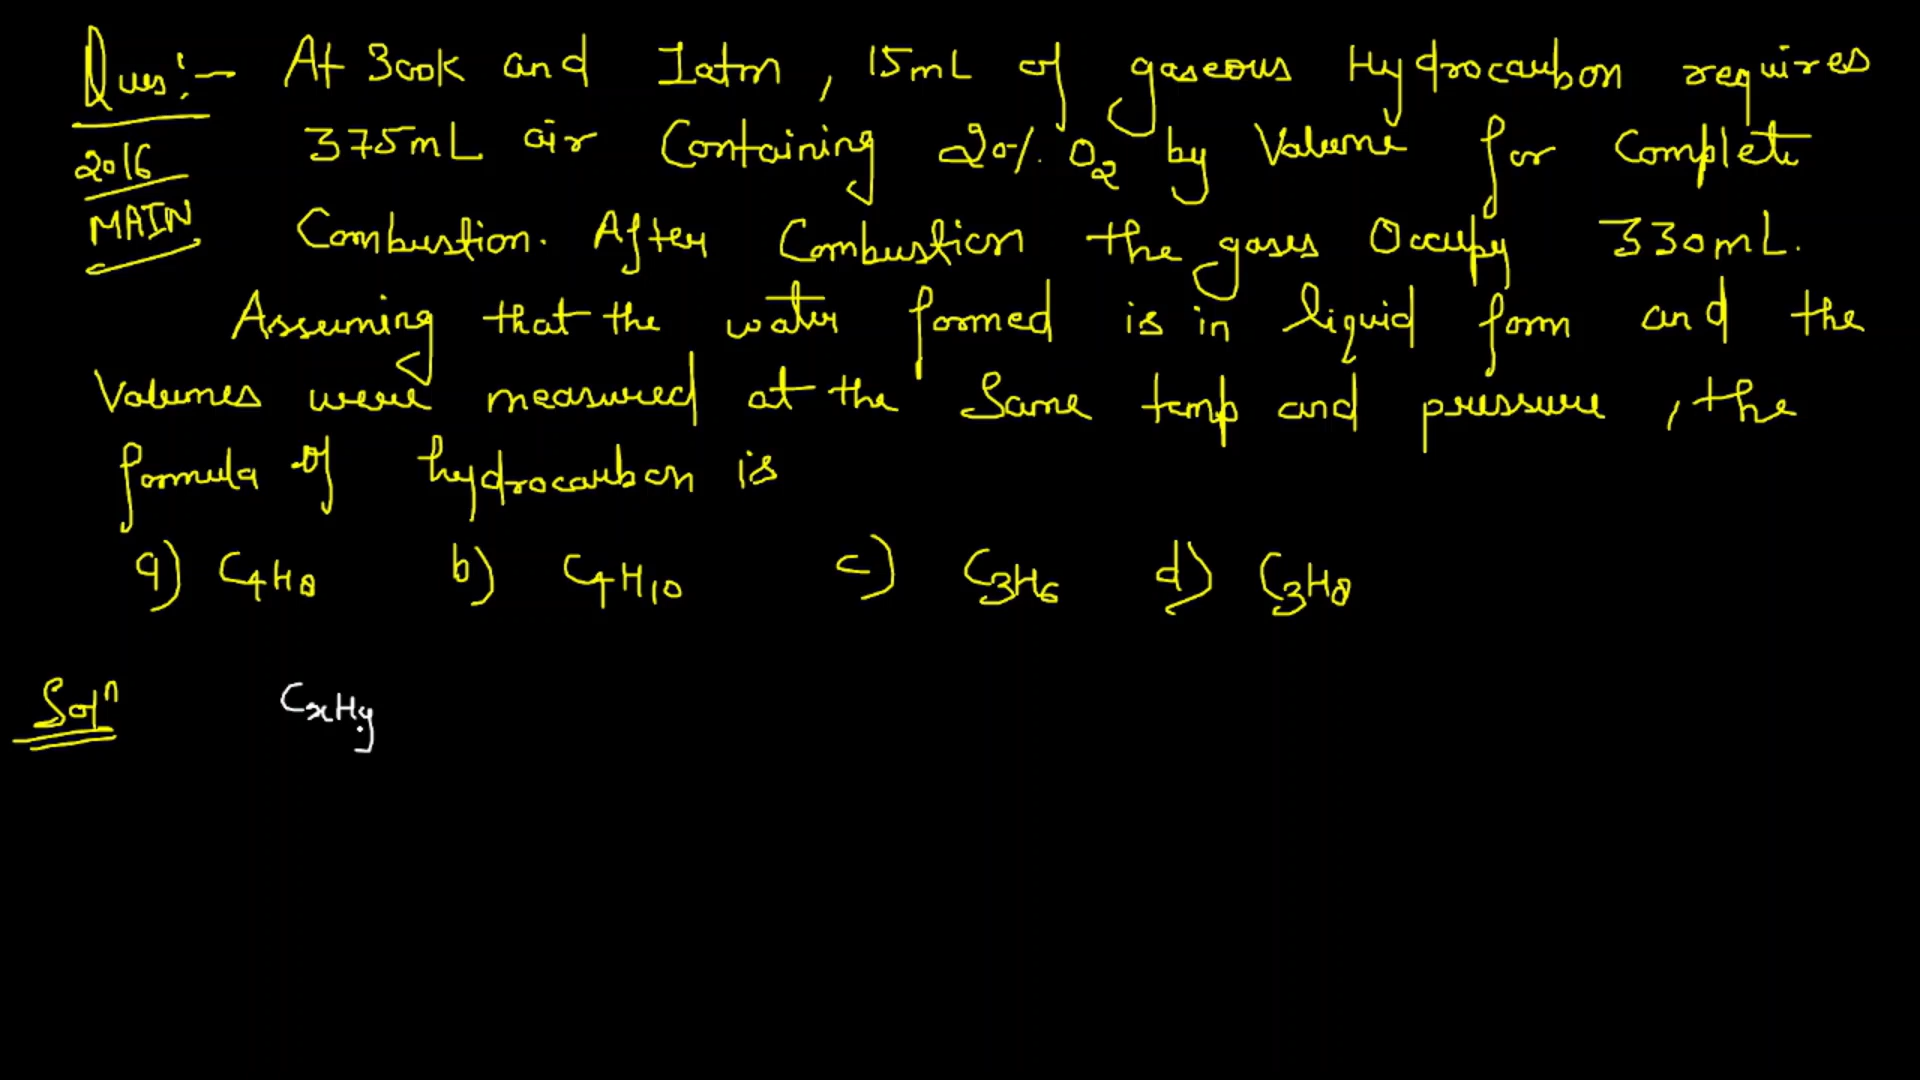 Ques:- At 300K and 1atm, 15mL of gaseous Hydrocarbon requires
2016 375mL air Containing 20% O2 by Volume for Complete
MAIN Combustion. After Combustion the gases Occupy 330mL.
Assuming that the water formed is in liquid form and the
Volumes were measured at the Same temp and pressure, the
formula of hydrocarbon is
a) C4H8 b) C4H10 c) C3H6 d) C3H8
Soln CxHy